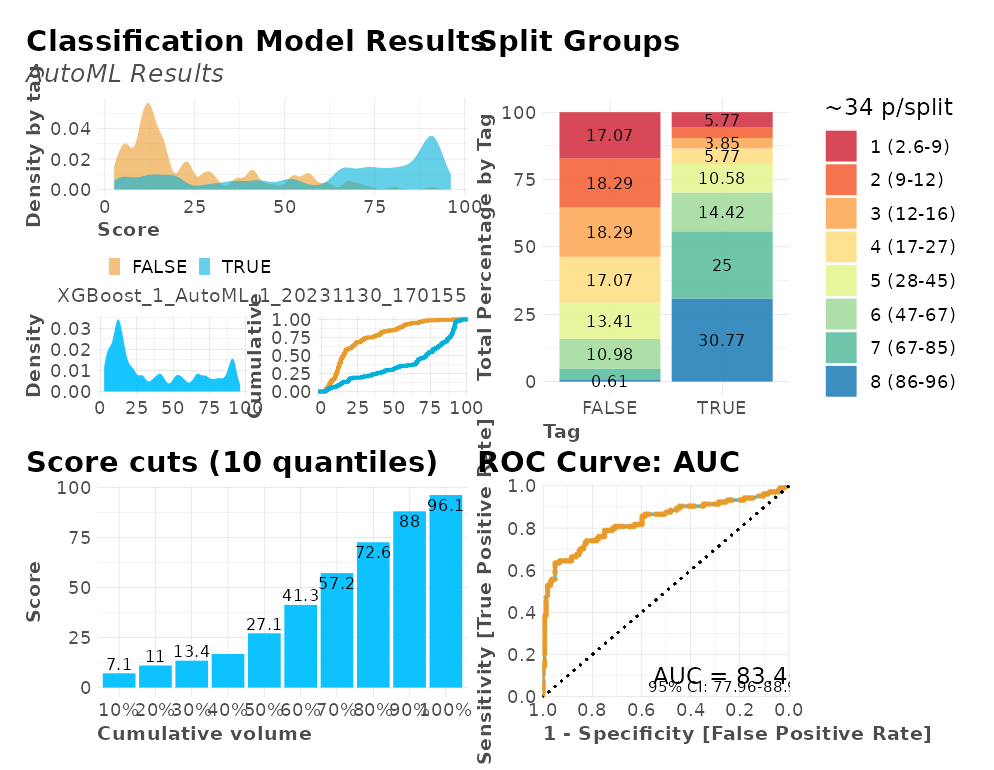 Classification Model Results
AutoML Results
Density by tag
0.04
0.02
0.00
0 25 50 75 100
Score
FALSE TRUE
XGBoost_1_AutoML_1_20231130_170155
Density
0.03
0.02
0.01
0.00
0 25 50 75 100
Cumulative
1.00
0.75
0.50
0.25
0.00
0 25 50 75 100
Split Groups
Total Percentage by Tag
100
75
50
25
0
17.07
18.29
18.29
17.07
13.41
10.98
0.61
5.77
3.85
5.77
10.58
14.42
25
30.77
FALSE TRUE
Tag
~34 p/split
1 (2.6-9)
2 (9-12)
3 (12-16)
4 (17-27)
5 (28-45)
6 (47-67)
7 (67-85)
8 (86-96)
Score cuts (10 quantiles)
Score
100
75
50
25
0
7.1 11 13.4 27.1 41.3 57.2 72.6 88 96.1
10% 20% 30% 40% 50% 60% 70% 80% 90% 100%
Cumulative volume
ROC Curve: AUC
Sensitivity [True Positive Rate]
1.0
0.8
0.6
0.4
0.2
0.0
AUC = 83.4
95% CI: 77.96-88.9
1.0 0.8 0.6 0.4 0.2 0.0
1 - Specificity [False Positive Rate]